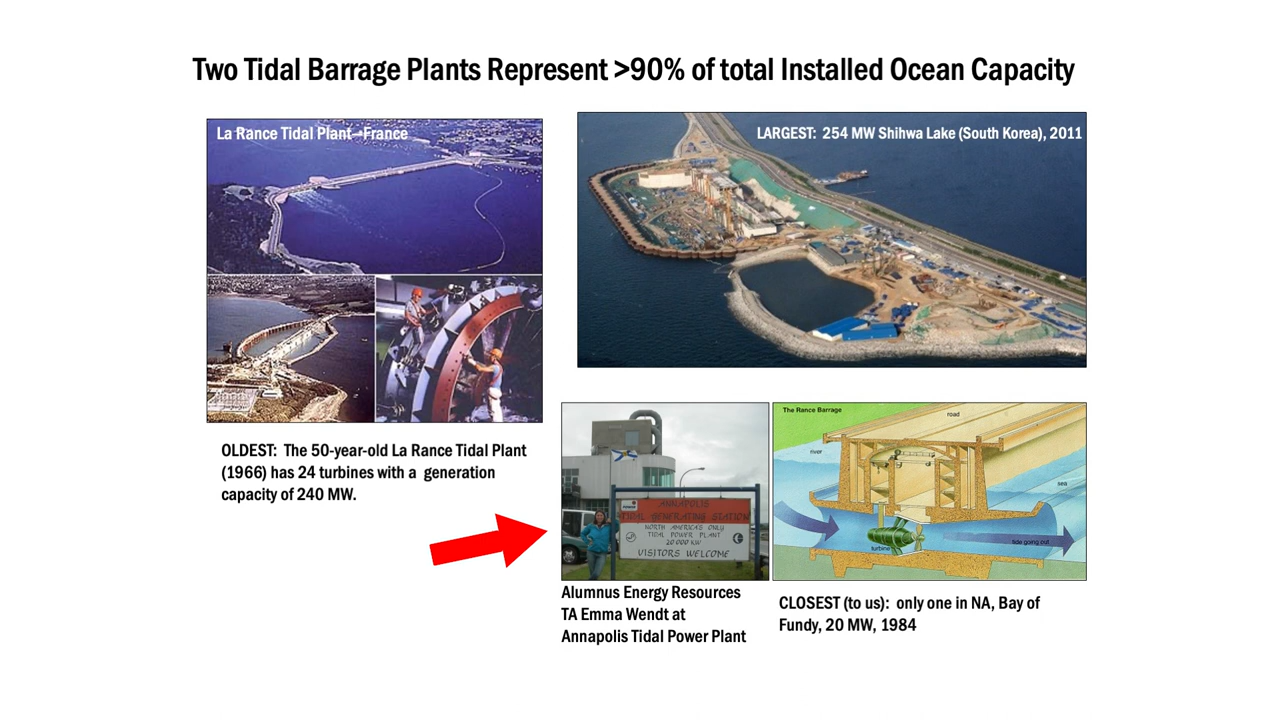 Two Tidal Barrage Plants Represent >90% of total Installed Ocean Capacity
La Rance Tidal Plant--France
LARGEST: 254 MW Shihwa Lake (South Korea), 2011
OLDEST: The 50-year-old La Rance Tidal Plant
(1966) has 24 turbines with a generation
capacity of 240 MW.
ANNAPOLIS
TIDAL GENERATING STATION
NORTH AMERICA'S ONLY
TIDAL POWER PLANT
20 000 KW
VISITORS WELCOME
Alumnus Energy Resources
TA Emma Wendt at
Annapolis Tidal Power Plant
The Rance Barrage
road
river
sea
turbine
tide going out
CLOSEST (to us): only one in NA, Bay of
Fundy, 20 MW, 1984